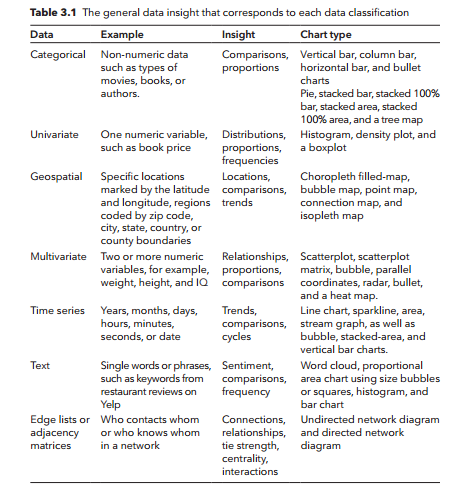 Table 3.1 The general data insight that corresponds to each data classification
Data Example Insight Chart type
Categorical Non-numeric data Comparisons, Vertical bar, column bar,
such as types of proportions horizontal bar, and bullet
movies, books, or charts
authors. Pie, stacked bar, stacked 100%
bar, stacked area, stacked
100% area, and a tree map
Univariate One numeric variable, Distributions, Histogram, density plot, and
such as book price proportions, a boxplot
frequencies
Geospatial Specific locations Locations, Choropleth filled-map,
marked by the latitude comparisons, bubble map, point map,
and longitude, regions trends connection map, and
coded by zip code, isopleth map
city, state, country, or
county boundaries
Multivariate Two or more numeric Relationships, Scatterplot, scatterplot
variables, for example, proportions, matrix, bubble, parallel
weight, height, and IQ comparisons coordinates, radar, bullet,
and a heat map.
Time series Years, months, days, Trends, Line chart, sparkline, area,
hours, minutes, comparisons, stream graph, as well as
seconds, or date cycles bubble, stacked-area, and
vertical bar charts.
Text Single words or phrases, Sentiment, Word cloud, proportional
such as keywords from comparisons, area chart using size bubbles
restaurant reviews on frequency or squares, histogram, and
Yelp bar chart
Edge lists or Who contacts whom Connections, Undirected network diagram
adjacency or who knows whom relationships, and directed network
matrices in a network tie strength, diagram
centrality,
interactions